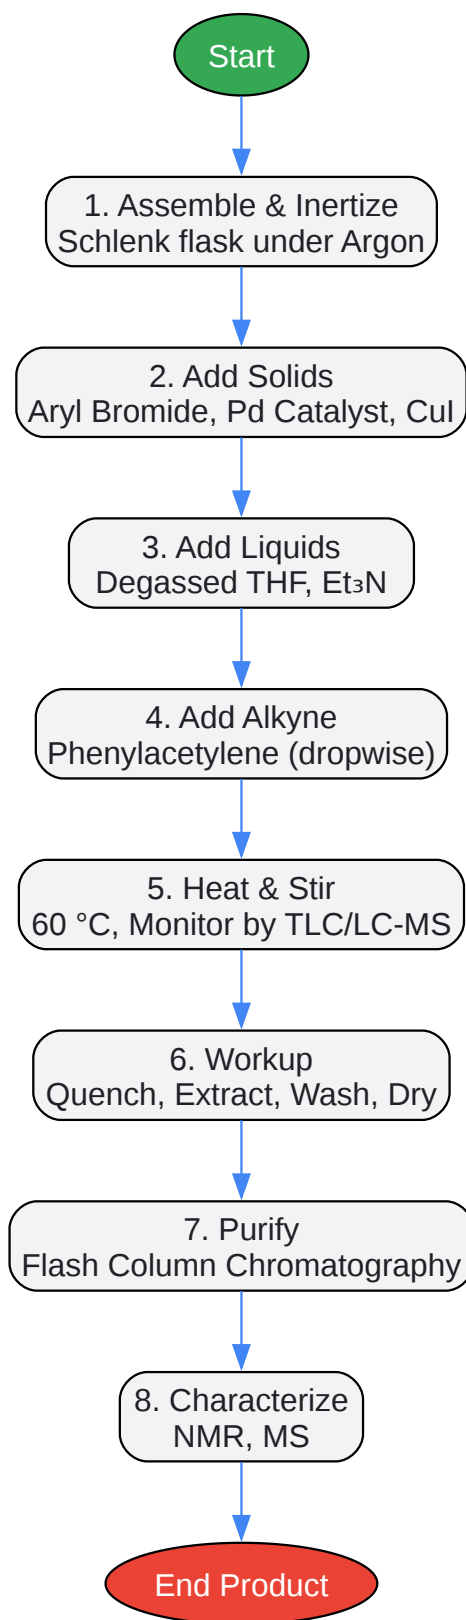 Start
1. Assemble & Inertize
Schlenk flask under Argon
2. Add Solids
Aryl Bromide, Pd Catalyst, CuI
3. Add Liquids
Degassed THF, Et₃N
4. Add Alkyne
Phenylacetylene (dropwise)
5. Heat & Stir
60 °C, Monitor by TLC/LC-MS
6. Workup
Quench, Extract, Wash, Dry
7. Purify
Flash Column Chromatography
8. Characterize
NMR, MS
End Product